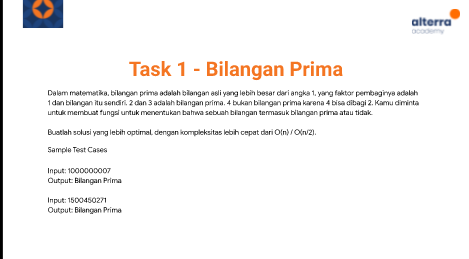 alterra
academy
Task 1 - Bilangan Prima
Dalam matematika, bilangan prima adalah bilangan asli yang lebih besar dari angka 1, yang faktor pembaginya adalah
1 dan bilangan itu sendiri. 2 dan 3 adalah bilangan prima. 4 bukan bilangan prima karena 4 bisa dibagi 2. Kamu diminta
untuk membuat fungsi untuk menentukan bahwa sebuah bilangan termasuk bilangan prima atau tidak.
Buatlah solusi yang lebih optimal, dengan kompleksitas lebih cepat dari O(n) / O(n/2).
Sample Test Cases
Input: 1000000007
Output: Bilangan Prima
Input: 1500450271
Output: Bilangan Prima